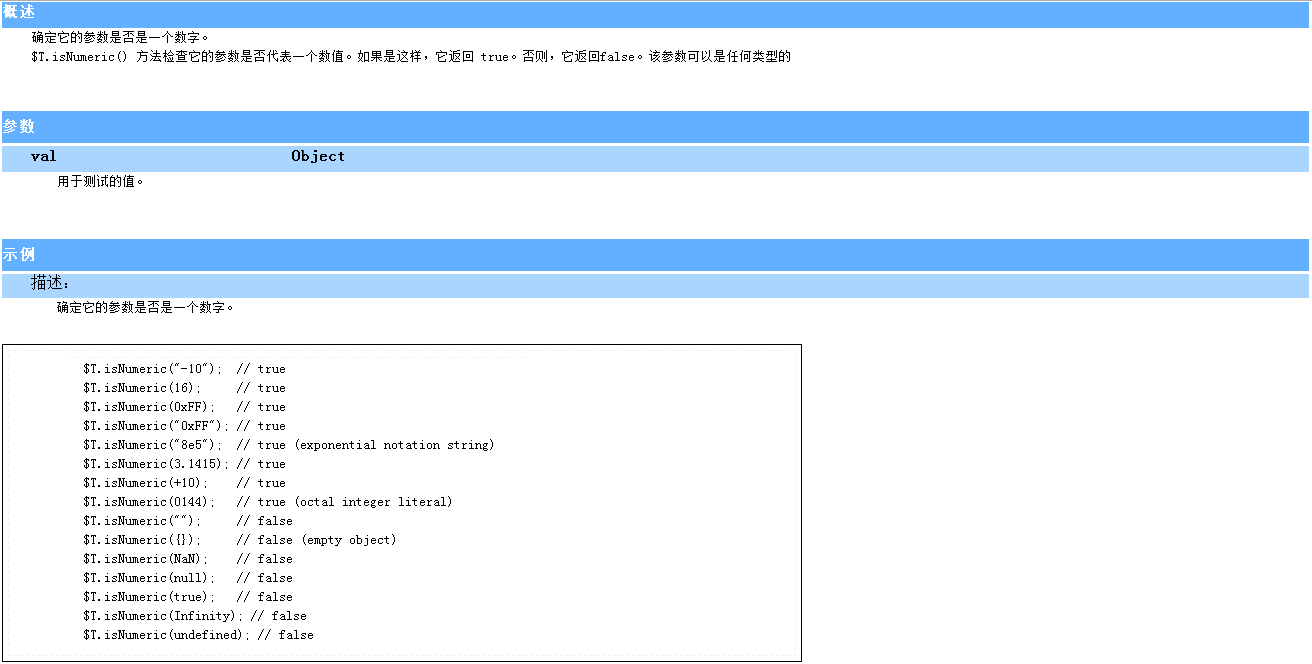 概述
确定它的参数是否是一个数字。
$T.isNumeric() 方法检查它的参数是否代表一个数值。如果是这样，它返回 true。否则，它返回false。该参数可以是任何类型的
参数
val Object
用于测试的值。
示例
描述：
确定它的参数是否是一个数字。
$T.isNumeric("-10");  // true
$T.isNumeric(16);     // true
$T.isNumeric(0xFF);   // true
$T.isNumeric("0xFF"); // true
$T.isNumeric("8e5");  // true (exponential notation string)
$T.isNumeric(3.1415); // true
$T.isNumeric(+10);    // true
$T.isNumeric(0144);   // true (octal integer literal)
$T.isNumeric("");     // false
$T.isNumeric({});     // false (empty object)
$T.isNumeric(NaN);    // false
$T.isNumeric(null);   // false
$T.isNumeric(true);   // false
$T.isNumeric(Infinity); // false
$T.isNumeric(undefined); // false